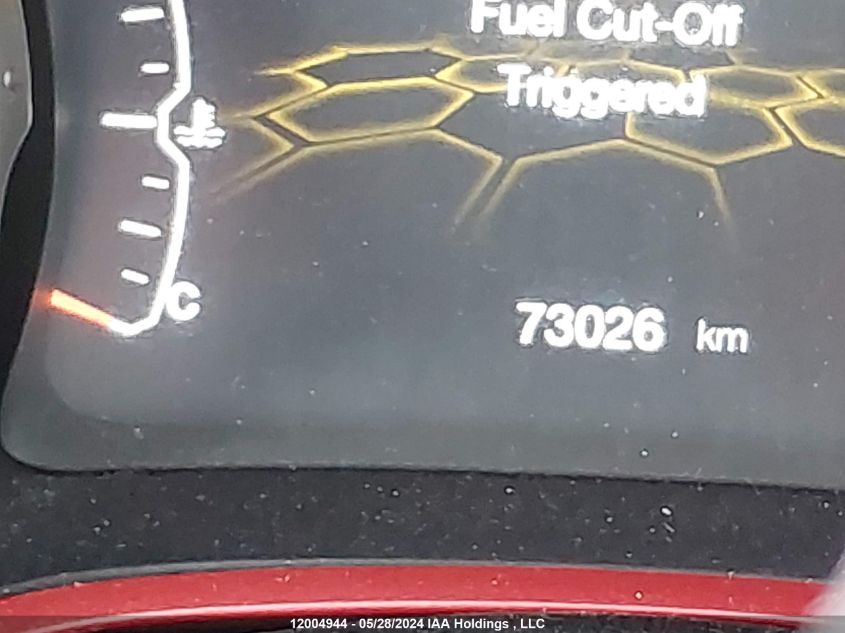 Fuel Cut-Off
Triggered
C
73026 km
12004944 - 05/28/2024 IAA Holdings , LLC